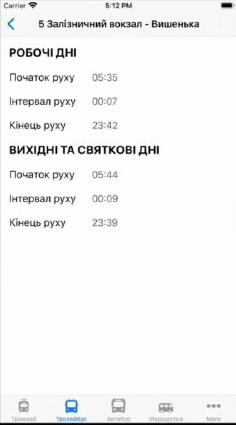 Carrier
5:12 PM
5 Залізничний вокзал - Вишенька
РОБОЧІ ДНІ
Початок руху 05:35
Інтервал руху 00:07
Кінець руху 23:42
ВИХІДНІ ТА СВЯТКОВІ ДНІ
Початок руху 05:44
Інтервал руху 00:09
Кінець руху 23:39
Трамвай Тролейбус Автобус Маршрутки More